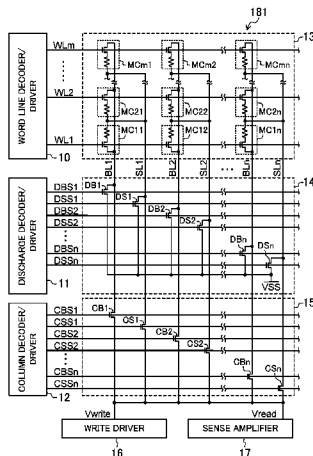 181
13
WORD LINE DECODER/
DRIVER
10
WLm
WL2
WL1
MCm1
MCm2
MCmn
MC21
MC22
MC2n
MC11
MC12
MC1n
BL1
SL1
BL2
SL2
...
BLn
SLn
14
DISCHARGE DECODER/
DRIVER
11
DBS1
DSS1
DBS2
DSS2
DBSn
DSSn
DB1
DS1
DB2
DS2
DBn
DSn
VSS
15
COLUMN DECODER/
DRIVER
12
CBS1
CSS1
CBS2
CSS2
CBSn
CSSn
CB1
CS1
CB2
CS2
CBn
CSn
Vwrite
Vread
WRITE DRIVER
SENSE AMPLIFIER
16
17